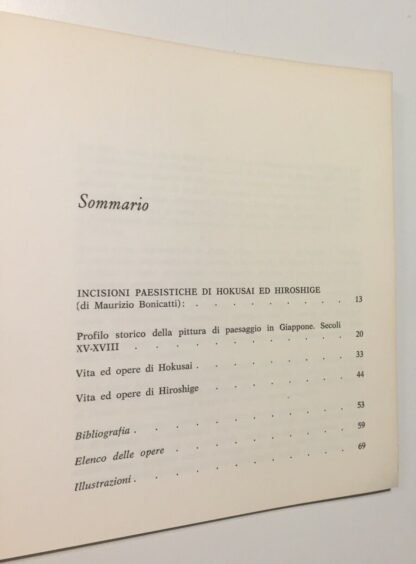 Sommario
INCISIONI PAESISTICHE DI HOKUSAI ED HIROSHIGE
(di Maurizio Bonicatti): . . . . . . . . 13
Profilo storico della pittura di paesaggio in Giappone. Secoli
XV-XVIII . . . . . . . . . . . 20
Vita ed opere di Hokusai . . . . . . . . 33
Vita ed opere di Hiroshige . . . . . . . . 44
Bibliografia . . . . . . . . . . . 53
Elenco delle opere . . . . . . . . . 59
Illustrazioni . . . . . . . . . . . 69